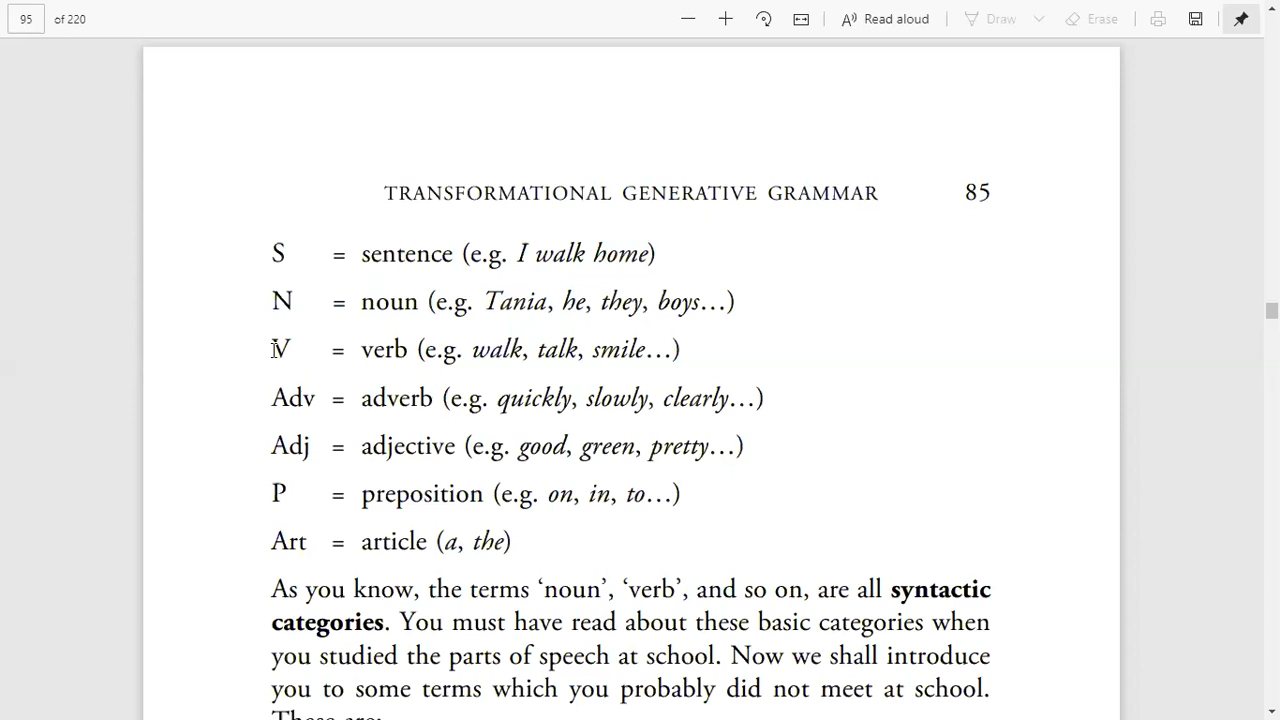 95 of 220 Read aloud Draw Erase
TRANSFORMATIONAL GENERATIVE GRAMMAR 85
S = sentence (e.g. I walk home)
N = noun (e.g. Tania, he, they, boys…)
V = verb (e.g. walk, talk, smile…)
Adv = adverb (e.g. quickly, slowly, clearly…)
Adj = adjective (e.g. good, green, pretty…)
P = preposition (e.g. on, in, to…)
Art = article (a, the)
As you know, the terms ‘noun’, ‘verb’, and so on, are all syntactic
categories. You must have read about these basic categories when
you studied the parts of speech at school. Now we shall introduce
you to some terms which you probably did not meet at school.
These are: